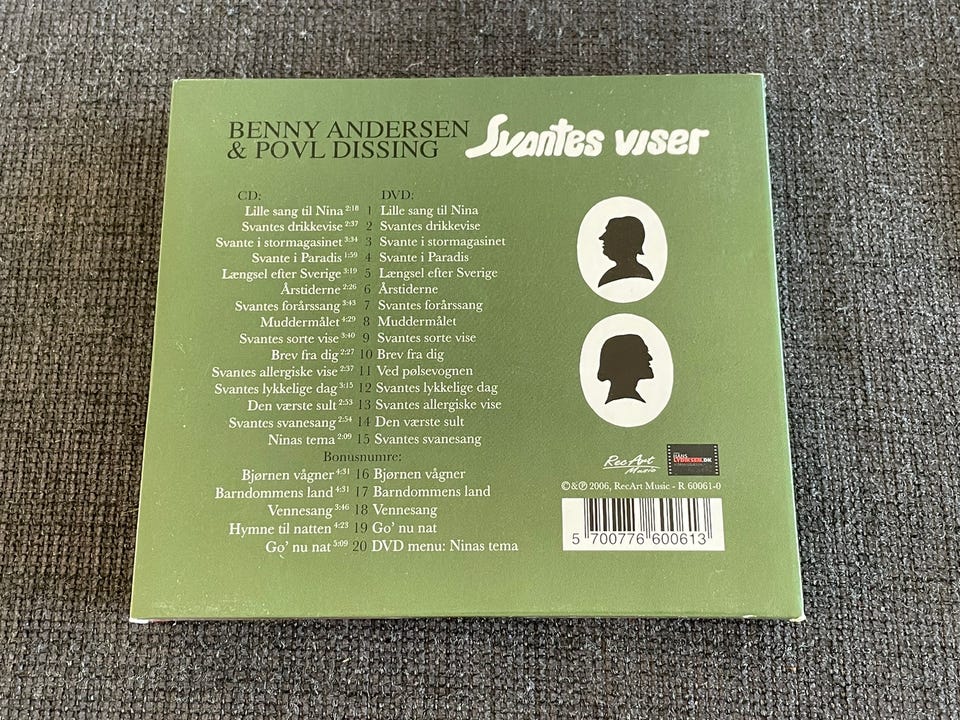 BENNY ANDERSEN Svantes viser
& POVL DISSING
CD: DVD:
Lille sang til Nina 2:18 1 Lille sang til Nina
Svantes drikkevise 2:37 2 Svantes drikkevise
Svante i stormagasinet 3:34 3 Svante i stormagasinet
Svante i Paradis 1:59 4 Svante i Paradis
Længsel efter Sverige 3:19 5 Længsel efter Sverige
Årstiderne 2:26 6 Årstiderne
Svantes forårssang 3:43 7 Svantes forårssang
Muddermålet 4:29 8 Muddermålet
Svantes sorte vise 3:40 9 Svantes sorte vise
Brev fra dig 2:27 10 Brev fra dig
Svantes allergiske vise 2:37 11 Ved pølsevognen
Svantes lykkelige dag 3:15 12 Svantes lykkelige dag
Den værste sult 2:53 13 Svantes allergiske vise
Svantes svanesang 2:54 14 Den værste sult
Ninas tema 2:09 15 Svantes svanesang
Bonusnumre:
Bjørnen vågner 4:31 16 Bjørnen vågner
Barndommens land 4:31 17 Barndommens land
Vennesang 3:46 18 Vennesang
Hymne til natten 4:23 19 Go' nu nat
Go' nu nat 5:09 20 DVD menu: Ninas tema
RecArt Music
LYDIKSEN.DK
©&℗ 2006, RecArt Music - R 60061-0
5 700776 600613